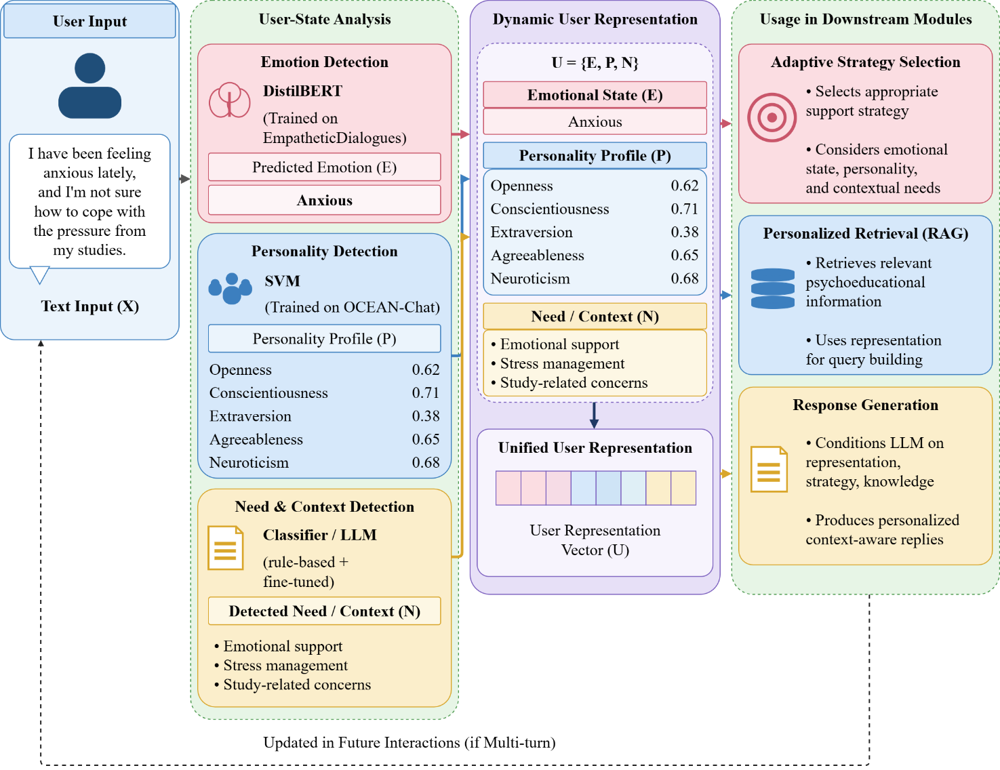 User Input
I have been feeling
anxious lately,
and I'm not sure
how to cope with
the pressure from
my studies.
Text Input (X)
User-State Analysis
Emotion Detection
DistilBERT
(Trained on
EmpatheticDialogues)
Predicted Emotion (E)
Anxious
Personality Detection
SVM
(Trained on OCEAN-Chat)
Personality Profile (P)
Openness 0.62
Conscientiousness 0.71
Extraversion 0.38
Agreeableness 0.65
Neuroticism 0.68
Need & Context Detection
Classifier / LLM
(rule-based +
fine-tuned)
Detected Need / Context (N)
• Emotional support
• Stress management
• Study-related concerns
Dynamic User Representation
U = {E, P, N}
Emotional State (E)
Anxious
Personality Profile (P)
Openness 0.62
Conscientiousness 0.71
Extraversion 0.38
Agreeableness 0.65
Neuroticism 0.68
Need / Context (N)
• Emotional support
• Stress management
• Study-related concerns
Unified User Representation
User Representation
Vector (U)
Usage in Downstream Modules
Adaptive Strategy Selection
• Selects appropriate
support strategy
• Considers emotional
state, personality,
and contextual needs
Personalized Retrieval (RAG)
• Retrieves relevant
psychoeducational
information
• Uses representation
for query building
Response Generation
• Conditions LLM on
representation,
strategy, knowledge
• Produces personalized
context-aware replies
Updated in Future Interactions (if Multi-turn)